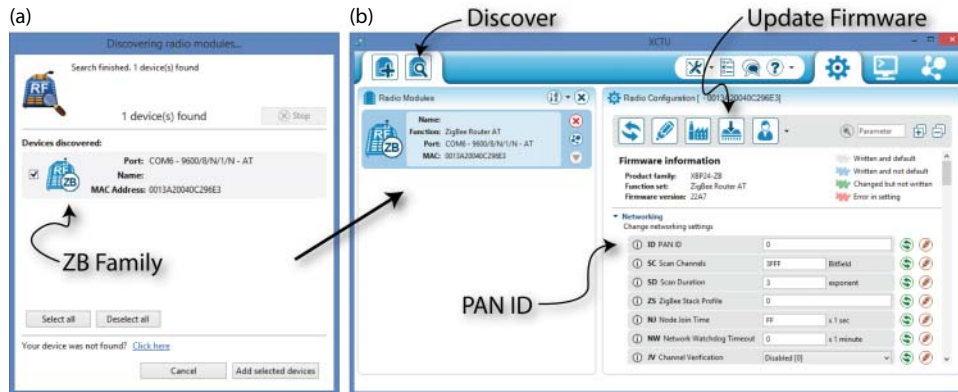 (a)
Discovering radio modules...
Search finished. 1 device(s) found
RF
1 device(s) found
Stop
Devices discovered:
RF
ZB
Port: COM6 - 9600/8/N/1/N - AT
Name:
MAC Address: 0013A20040C296E3
ZB Family
Select all Deselect all
Your device was not found? Click here
Cancel Add selected devices
(b)
Discover
Update Firmware
XCTU
Radio Modules
RF
ZB
Name:
Function: ZigBee Router AT
Port: COM6 - 9600/8/N/1/N - AT
MAC: 0013A20040C296E3
Radio Configuration [ - 0013A20040C296E3]
Parameter
Firmware information
Product family: XBP24-ZB
Function set: ZigBee Router AT
Firmware version: 22A7
Written and default
Written and not default
Changed but not written
Error in setting
Networking
Change networking settings
PAN ID
ID PAN ID 0
SC Scan Channels 3FFF Bitfield
SD Scan Duration 3 exponent
ZS ZigBee Stack Profile 0
NJ Node Join Time FF x 1 sec
NW Network Watchdog Timeout 0 x 1 minute
JV Channel Verification Disabled [0]